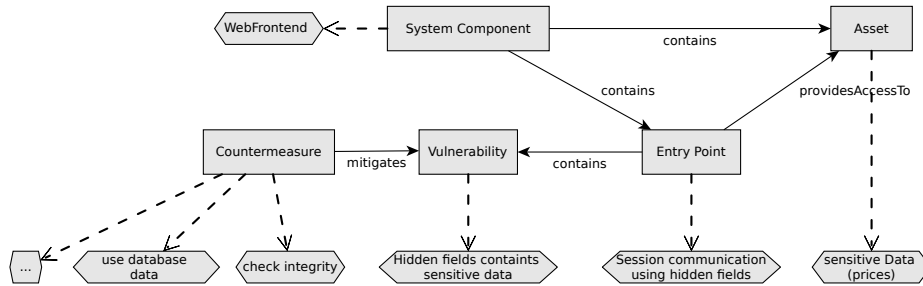 WebFrontend
System Component
Asset
contains
contains
providesAccessTo
Countermeasure
mitigates
Vulnerability
contains
Entry Point
...
use database
data
check integrity
Hidden fields containts
sensitive data
Session communication
using hidden fields
sensitive Data
(prices)